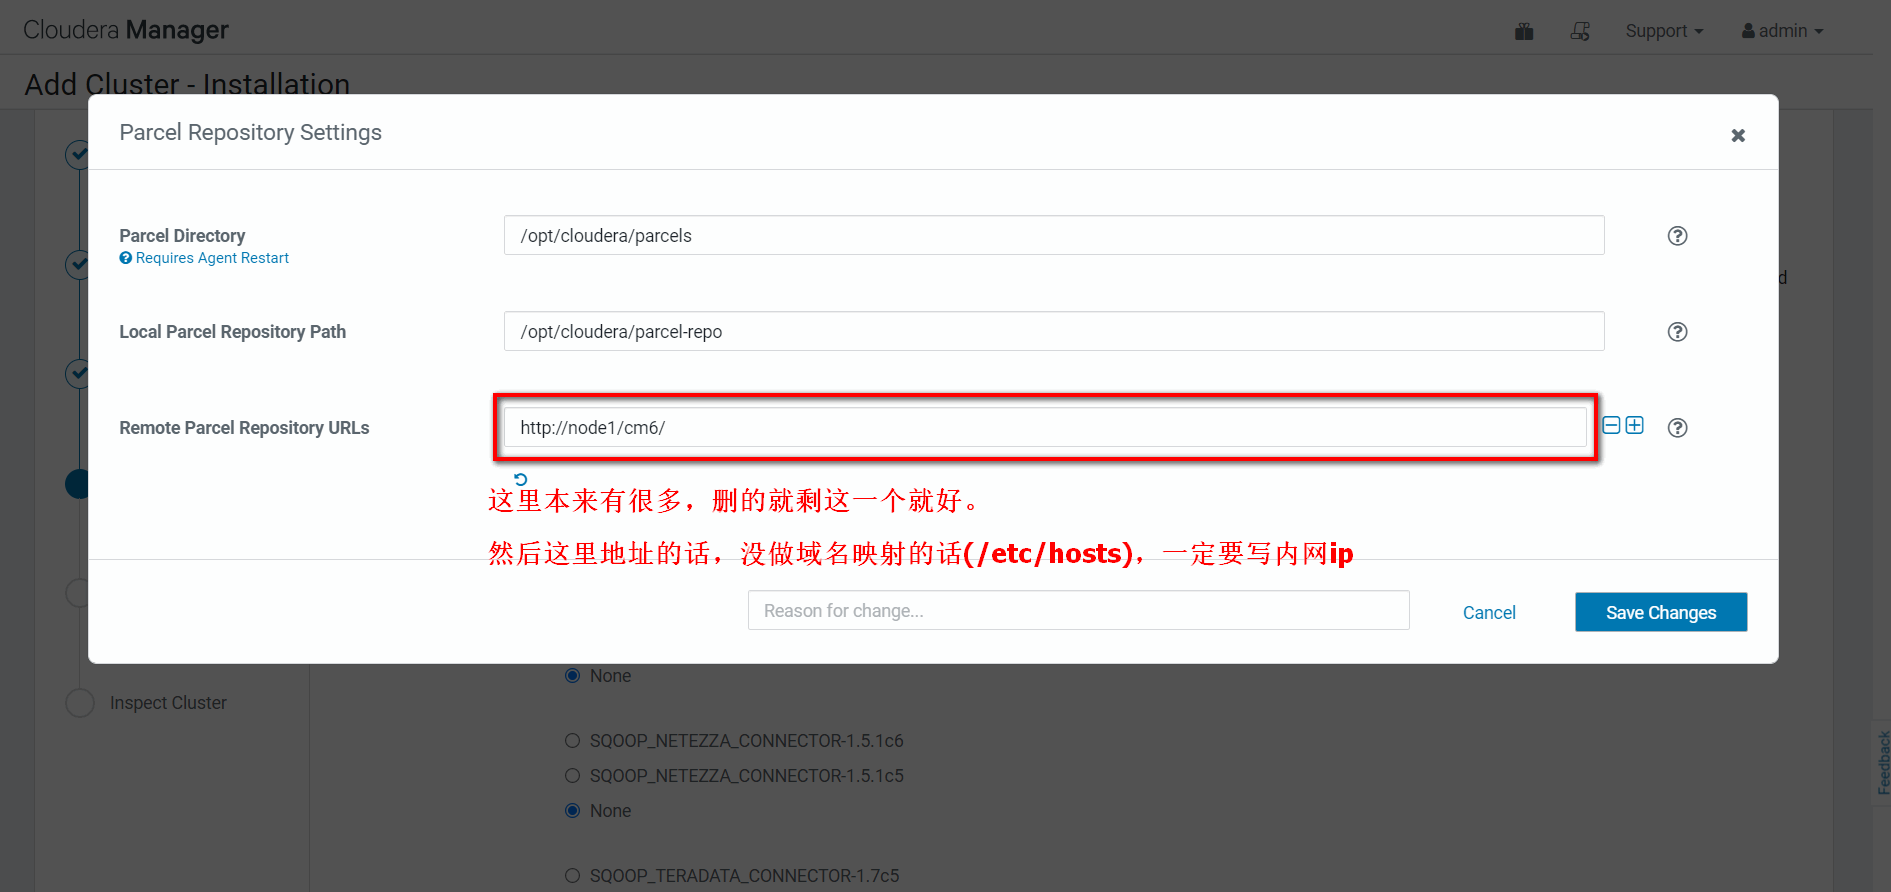 Cloudera Manager
Support
admin
Add Cluster - Installation
Parcel Repository Settings
Parcel Directory
/opt/cloudera/parcels
Requires Agent Restart
d
Local Parcel Repository Path
/opt/cloudera/parcel-repo
Remote Parcel Repository URLs
http://node1/cm6/
这里本来有很多，删的就剩这一个就好。
然后这里地址的话，没做域名映射的话(/etc/hosts)，一定要写内网ip
Reason for change...
Cancel
Save Changes
None
Inspect Cluster
SQOOP_NETEZZA_CONNECTOR-1.5.1c6
SQOOP_NETEZZA_CONNECTOR-1.5.1c5
Feedback
None
SQOOP_TERADATA_CONNECTOR-1.7c5